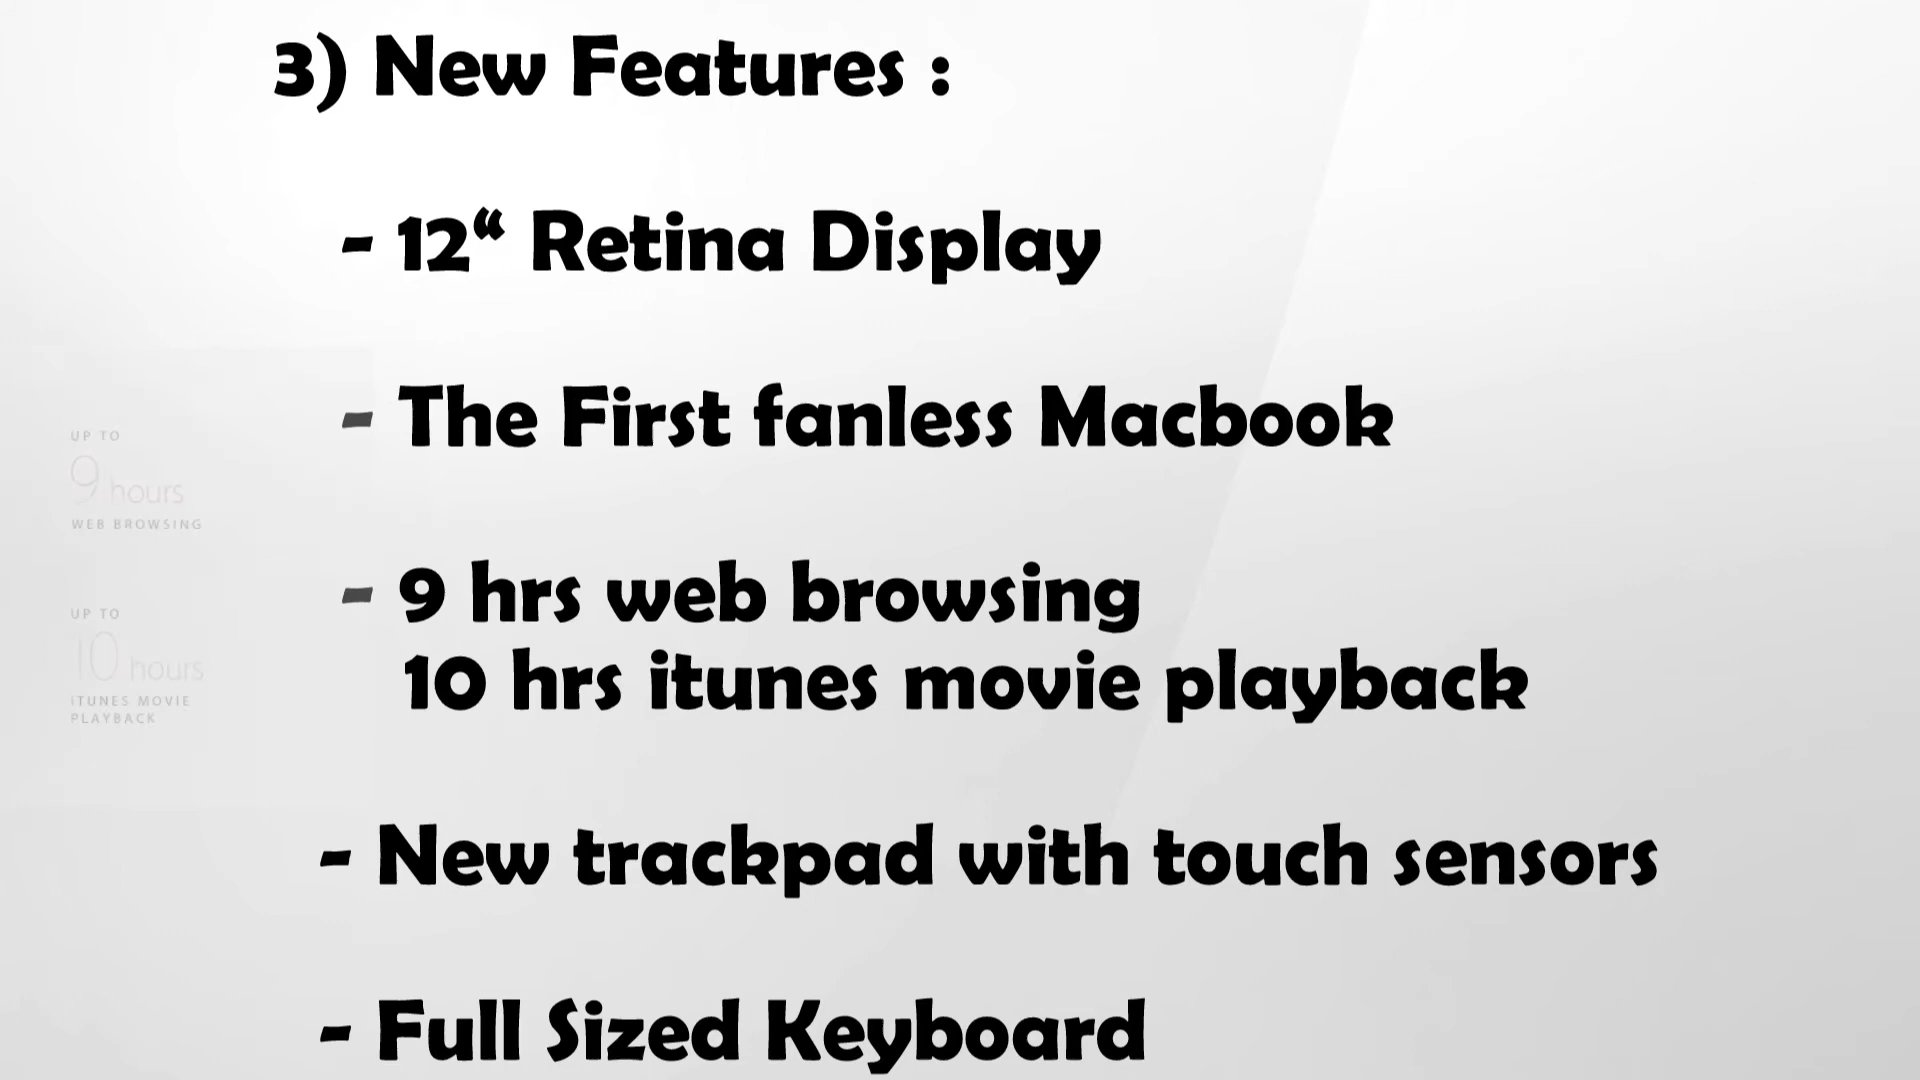 3) New Features :
- 12“ Retina Display
- The First fanless Macbook
UP TO
9 hours
WEB BROWSING
- 9 hrs web browsing
10 hrs itunes movie playback
UP TO
10 hours
ITUNES MOVIE
PLAYBACK
- New trackpad with touch sensors
- Full Sized Keyboard